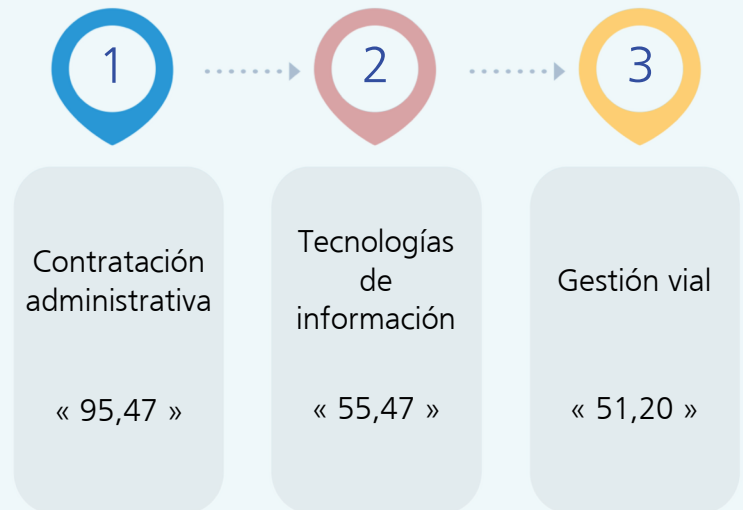 1
2
3
Contratación
administrativa
« 95,47 »
Tecnologías
de
información
« 55,47 »
Gestión vial
« 51,20 »